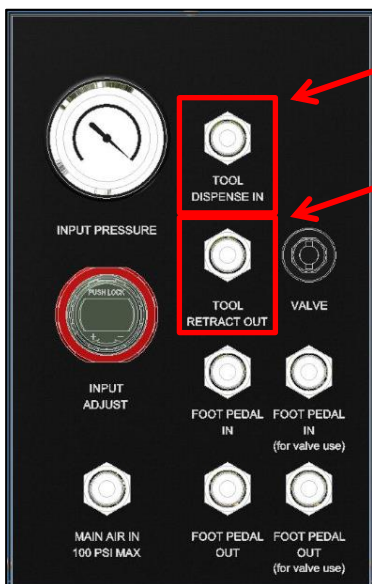 TOOL
DISPENSE IN
INPUT PRESSURE
PUSH LOCK
+ -
TOOL
RETRACT OUT
VALVE
INPUT
ADJUST
FOOT PEDAL
IN
FOOT PEDAL
IN
(for valve use)
MAIN AIR IN
100 PSI MAX
FOOT PEDAL
OUT
FOOT PEDAL
OUT
(for valve use)